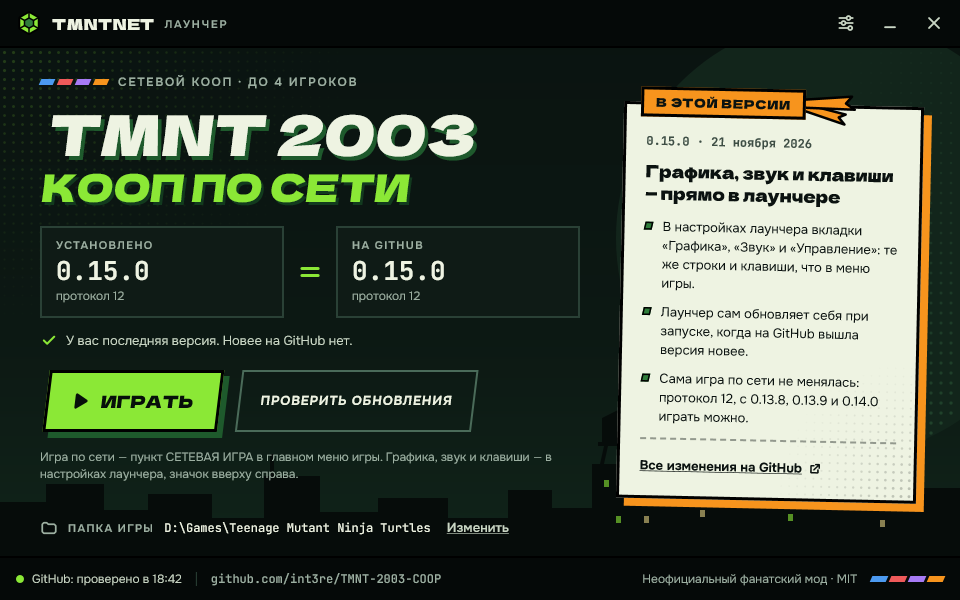 TMNTNET ЛАУНЧЕР
СЕТЕВОЙ КООП · ДО 4 ИГРОКОВ
TMNT 2003
КООП ПО СЕТИ
УСТАНОВЛЕНО
0.15.0
протокол 12
=
НА GITHUB
0.15.0
протокол 12
У вас последняя версия. Новее на GitHub нет.
ИГРАТЬ
ПРОВЕРИТЬ ОБНОВЛЕНИЯ
Игра по сети — пункт СЕТЕВАЯ ИГРА в главном меню игры. Графика, звук и клавиши — в
настройках лаунчера, значок вверху справа.
ПАПКА ИГРЫ D:\Games\Teenage Mutant Ninja Turtles Изменить
В ЭТОЙ ВЕРСИИ
0.15.0 · 21 ноября 2026
Графика, звук и клавиши
— прямо в лаунчере
В настройках лаунчера вкладки
«Графика», «Звук» и «Управление»: те
же строки и клавиши, что в меню
игры.
Лаунчер сам обновляет себя при
запуске, когда на GitHub вышла
версия новее.
Сама игра по сети не менялась:
протокол 12, с 0.13.8, 0.13.9 и 0.14.0
играть можно.
Все изменения на GitHub
GitHub: проверено в 18:42
github.com/int3re/TMNT-2003-COOP
Неофициальный фанатский мод · MIT